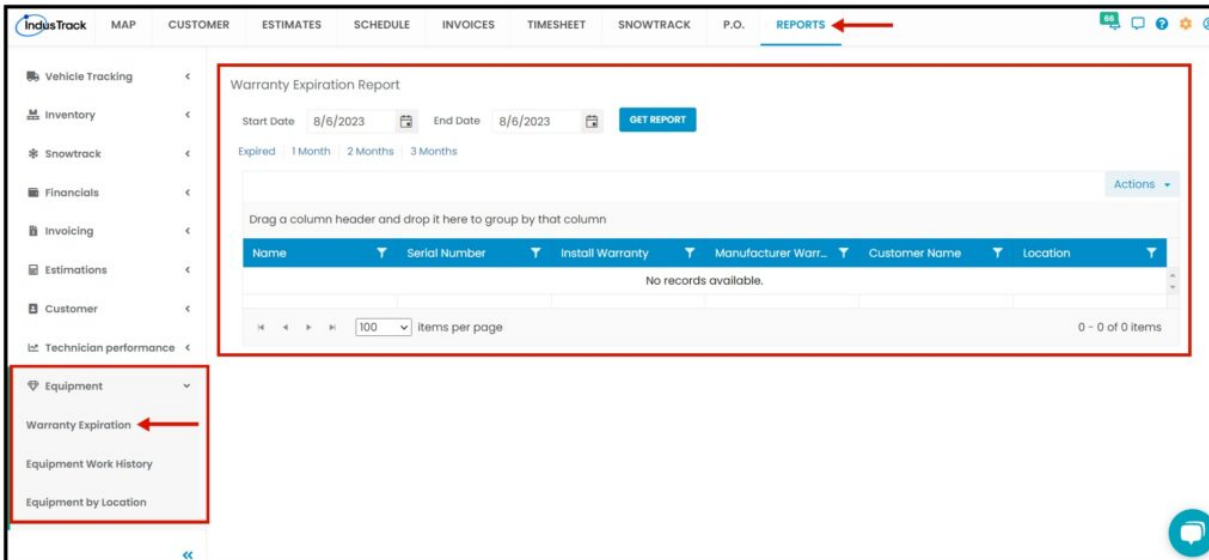 IndusTrack MAP CUSTOMER ESTIMATES SCHEDULE INVOICES TIMESHEET SNOWTRACK P.O. REPORTS 66
Vehicle Tracking
Inventory
Snowtrack
Financials
Invoicing
Estimations
Customer
Technician performance
Equipment
Warranty Expiration
Equipment Work History
Equipment by Location
Warranty Expiration Report
Start Date 8/6/2023 End Date 8/6/2023 GET REPORT
Expired 1 Month 2 Months 3 Months
Actions
Drag a column header and drop it here to group by that column
Name Serial Number Install Warranty Manufacturer Warr... Customer Name Location
No records available.
100 items per page 0 - 0 of 0 items